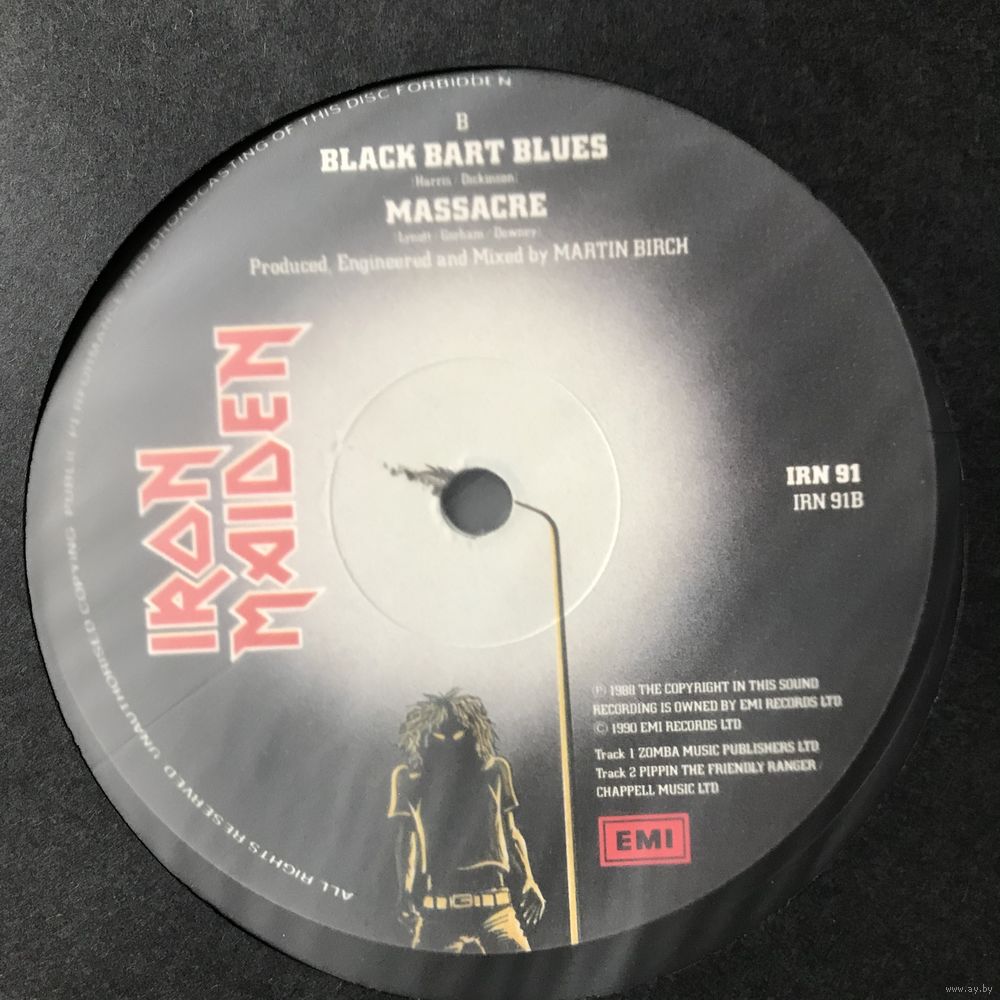 B
BLACK BART BLUES
(Harris / Dickinson)
MASSACRE
(Lynott / Gorham / Downey)
Produced, Engineered and Mixed by MARTIN BIRCH
IRON
MAIDEN
IRN 91
IRN 91B
℗ 1988 THE COPYRIGHT IN THIS SOUND
RECORDING IS OWNED BY EMI RECORDS LTD
© 1990 EMI RECORDS LTD
Track 1 ZOMBA MUSIC PUBLISHERS LTD
Track 2 PIPPIN THE FRIENDLY RANGER /
CHAPPELL MUSIC LTD
EMI
ALL RIGHTS RESERVED UNAUTHORISED COPYING PUBLIC PERFORMANCE AND BROADCASTING OF THIS DISC FORBIDDEN
www.ay.by